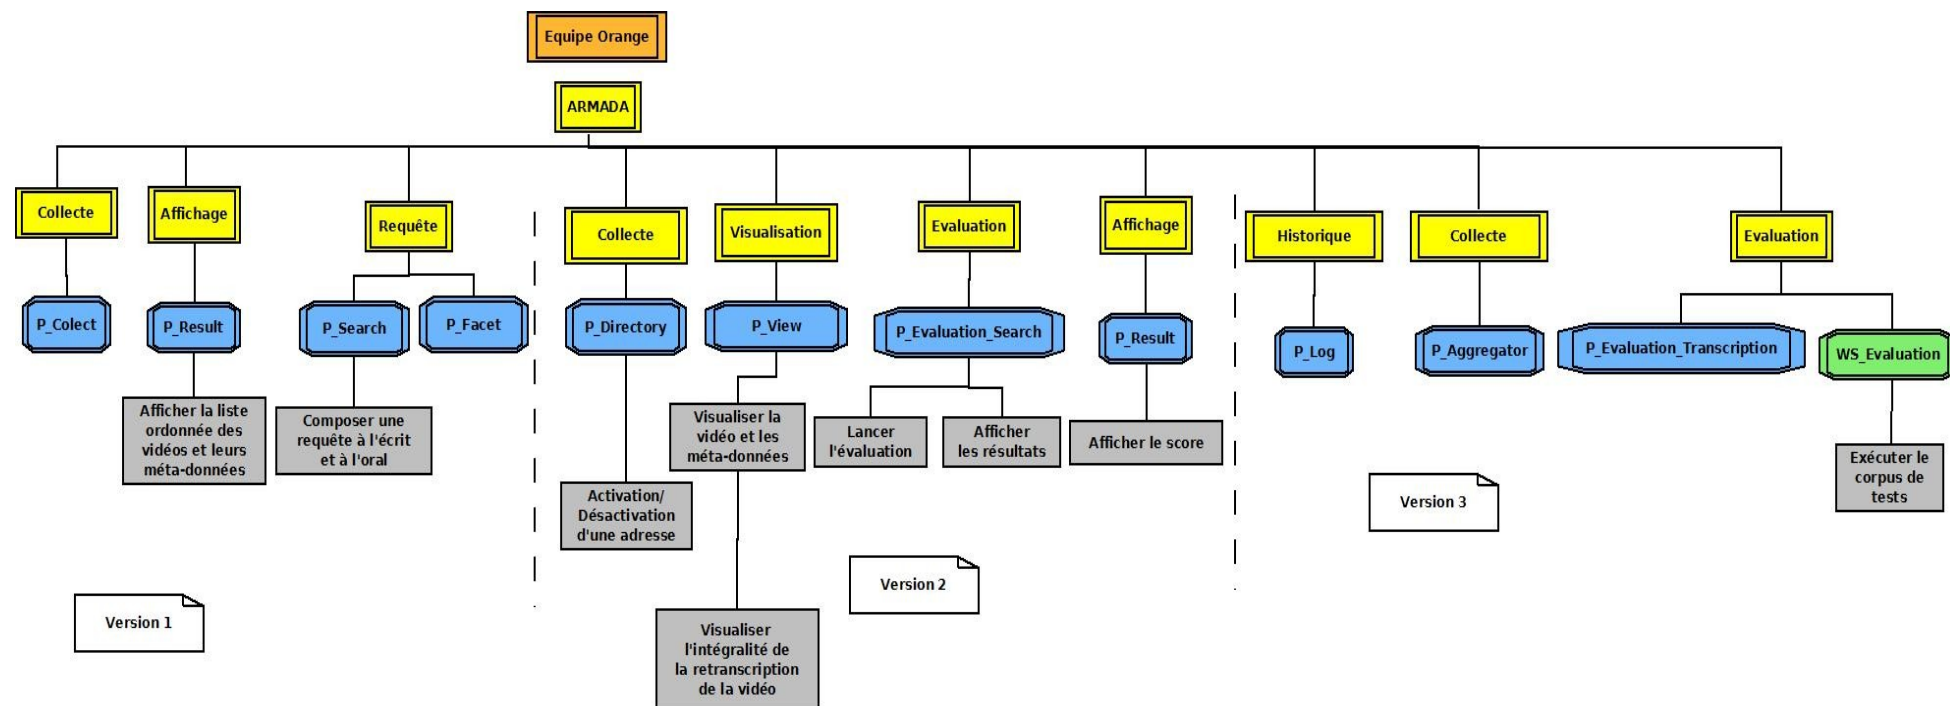 Equipe Orange
ARMADA
Collecte
Affichage
Requête
Collecte
Visualisation
Evaluation
Affichage
Historique
Collecte
Evaluation
P_Colect
P_Result
P_Search
P_Facet
P_Directory
P_View
P_Evaluation_Search
P_Result
P_Log
P_Aggregator
P_Evaluation_Transcription
WS_Evaluation
Afficher la liste
ordonnée des
vidéos et leurs
méta-données
Composer une
requête à l'écrit
et à l'oral
Activation/
Désactivation
d'une adresse
Visualiser la
vidéo et les
méta-données
Lancer
l'évaluation
Afficher
les résultats
Afficher le score
Exécuter le
corpus de
tests
Visualiser
l'intégralité de
la retranscription
de la vidéo
Version 1
Version 2
Version 3